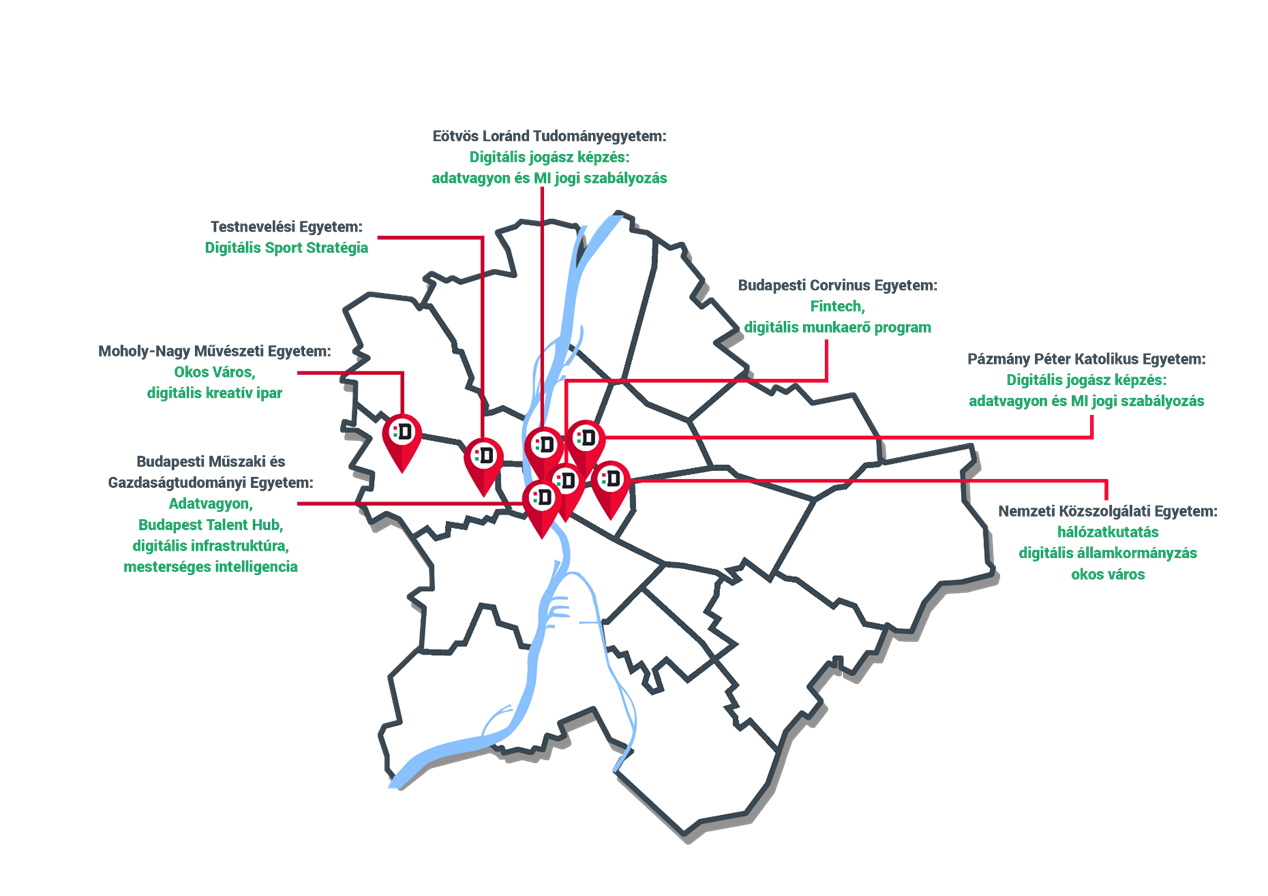 Eötvös Loránd Tudományegyetem:
Digitális jogász képzés:
adatvagyon és MI jogi szabályozás
Testnevelési Egyetem:
Digitális Sport Stratégia
Budapesti Corvinus Egyetem:
Fintech,
digitális munkaerő program
Moholy-Nagy Művészeti Egyetem:
Okos Város,
digitális kreatív ipar
Pázmány Péter Katolikus Egyetem:
Digitális jogász képzés:
adatvagyon és MI jogi szabályozás
Budapesti Műszaki és
Gazdaságtudományi Egyetem:
Adatvagyon,
Budapest Talent Hub,
digitális infrastruktúra,
mesterséges intelligencia
Nemzeti Közszolgálati Egyetem:
hálózatkutatás
digitális államkormányzás
okos város
:D
:D
:D
:D
:D
:D
:D